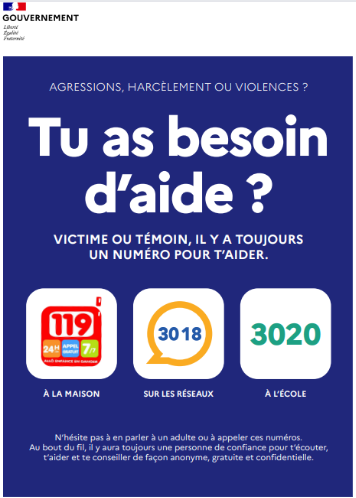 GOUVERNEMENT
Liberté
Égalité
Fraternité
AGRESSIONS, HARCÈLEMENT OU VIOLENCES ?
Tu as besoin
d'aide ?
VICTIME OU TÉMOIN, IL Y A TOUJOURS
UN NUMÉRO POUR T'AIDER.
119
24H APPEL GRATUIT 7/7
3018
3020
À LA MAISON
SUR LES RÉSEAUX
À L'ÉCOLE
N'hésite pas à en parler à un adulte ou à appeler ces numéros.
Au bout du fil, il y aura toujours une personne de confiance pour t'écouter,
t'aider et te conseiller de façon anonyme, gratuite et confidentielle.